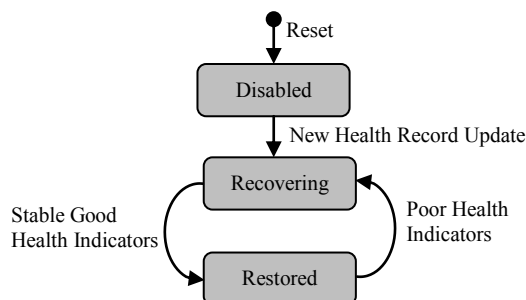 Reset
Disabled
New Health Record Update
Recovering
Stable Good
Health Indicators
Poor Health
Indicators
Restored